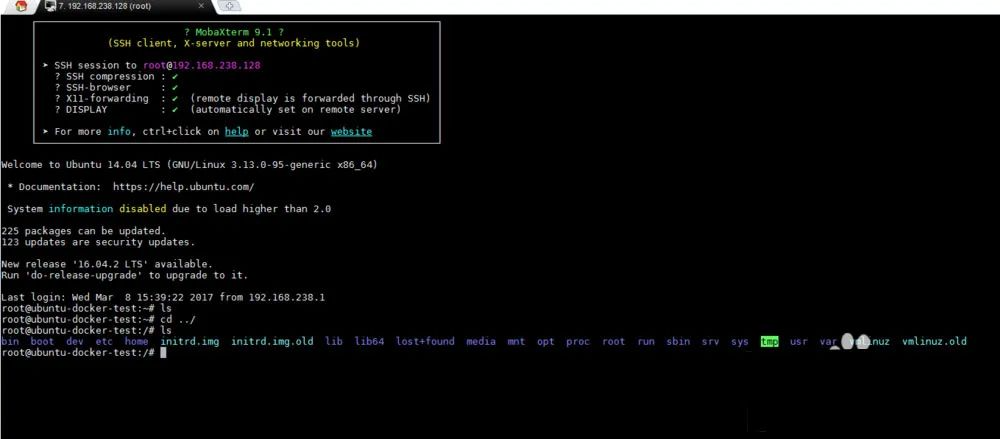 7. 192.168.238.128 (root)
? MobaXterm 9.1 ?
(SSH client, X-server and networking tools)
➤ SSH session to root@192.168.238.128
? SSH compression : ✔
? SSH-browser : ✔
? X11-forwarding : ✔ (remote display is forwarded through SSH)
? DISPLAY : ✔ (automatically set on remote server)
➤ For more info, ctrl+click on help or visit our website
Welcome to Ubuntu 14.04 LTS (GNU/Linux 3.13.0-95-generic x86_64)
* Documentation: https://help.ubuntu.com/
System information disabled due to load higher than 2.0
225 packages can be updated.
123 updates are security updates.
New release '16.04.2 LTS' available.
Run 'do-release-upgrade' to upgrade to it.
Last login: Wed Mar 8 15:39:22 2017 from 192.168.238.1
root@ubuntu-docker-test:~# ls
root@ubuntu-docker-test:~# cd ../
root@ubuntu-docker-test:/# ls
bin boot dev etc home initrd.img initrd.img.old lib lib64 lost+found media mnt opt proc root run sbin srv sys tmp usr var vmlinuz vmlinuz.old
root@ubuntu-docker-test:/#